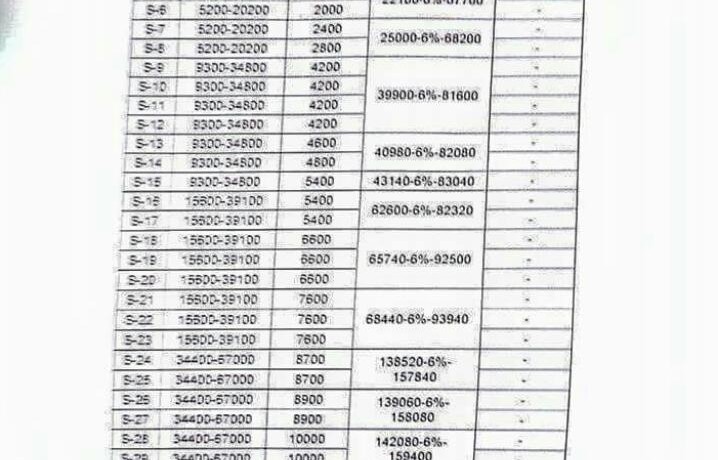 S-6 5200-20200 2000 22100-6%-67700 -
S-7 5200-20200 2400 25000-6%-68200 -
S-8 5200-20200 2800 -
S-9 9300-34800 4200 39900-6%-81600 -
S-10 9300-34800 4200 -
S-11 9300-34800 4200 -
S-12 9300-34800 4200 -
S-13 9300-34800 4600 40980-6%-82080 -
S-14 9300-34800 4800 -
S-15 9300-34800 5400 43140-6%-83040 -
S-16 15600-39100 5400 62600-6%-82320 -
S-17 15600-39100 5400 -
S-18 15600-39100 6600 65740-6%-92500 -
S-19 15600-39100 6600 -
S-20 15600-39100 6600 -
S-21 15600-39100 7600 68440-6%-93940 -
S-22 15600-39100 7600 -
S-23 15600-39100 7600 -
S-24 34400-67000 8700 138520-6%- -
S-25 34400-67000 8700 157840 -
S-26 34400-67000 8900 139060-6%- -
S-27 34400-67000 8900 158080 -
S-28 34400-67000 10000 142080-6%- -
S-29 34400-67000 10000 159400 -